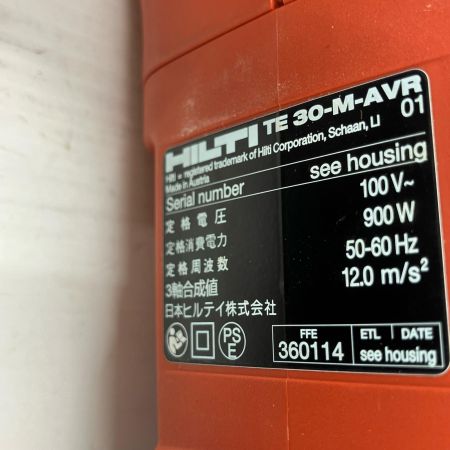 HILTI TE 30-M-AVR 01
Hilti = registered trademark of Hilti Corporation, Schaan, LI
Made in Austria
Serial number see housing
定格電圧 100 V~
定格消費電力 900 W
定格周波数 50-60 Hz
3軸合成値 12.0 m/s²
日本ヒルティ株式会社
PS
E
FFE ETL DATE
360114 see housing